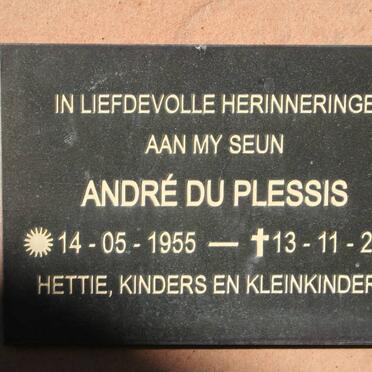 IN LIEFDEVOLLE HERINNERINGE
AAN MY SEUN
ANDRÉ DU PLESSIS
14 - 05 - 1955 — 13 - 11 - 2
HETTIE, KINDERS EN KLEINKINDER